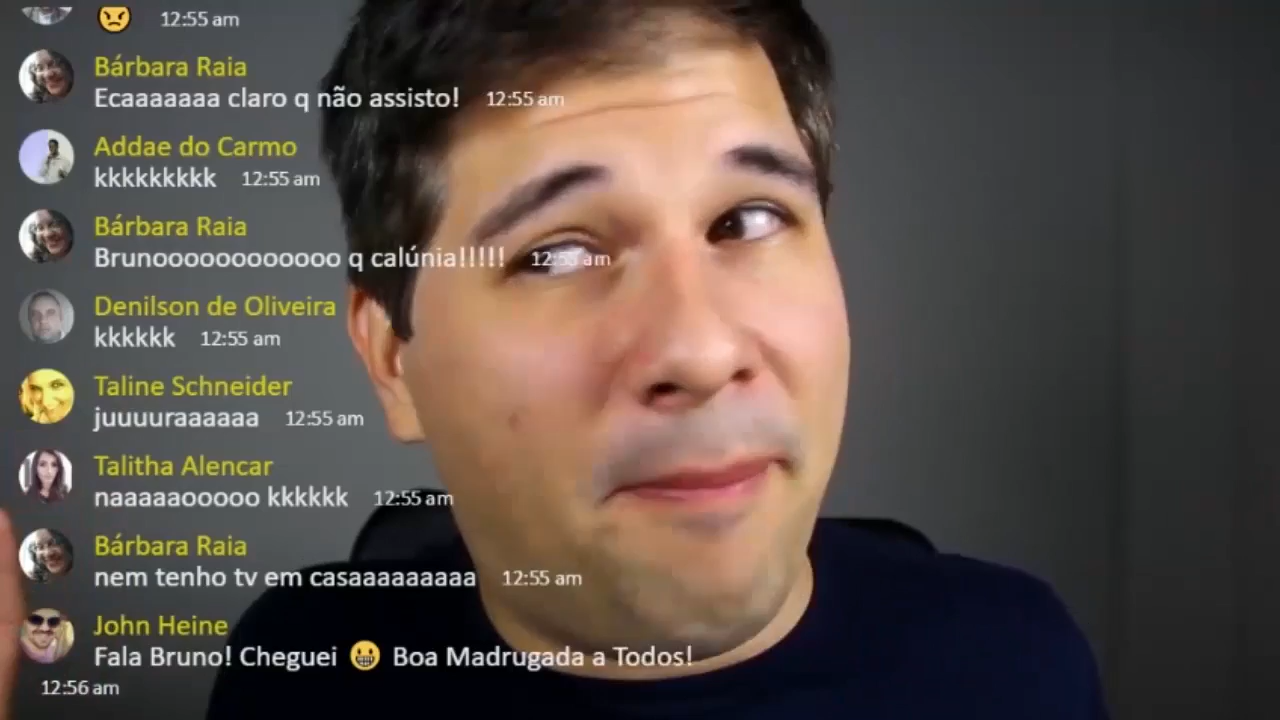 😠 12:55 am
Bárbara Raia
Ecaaaaaaa claro q não assisto! 12:55 am
Addae do Carmo
kkkkkkkkk 12:55 am
Bárbara Raia
Brunoooooooooooo q calúnia!!!!! 12:55 am
Denilson de Oliveira
kkkkkk 12:55 am
Taline Schneider
juuuuraaaaaa 12:55 am
Talitha Alencar
naaaaaooooo kkkkkk 12:55 am
Bárbara Raia
nem tenho tv em casaaaaaaaaa 12:55 am
John Heine
Fala Bruno! Cheguei 😀 Boa Madrugada a Todos!
12:56 am